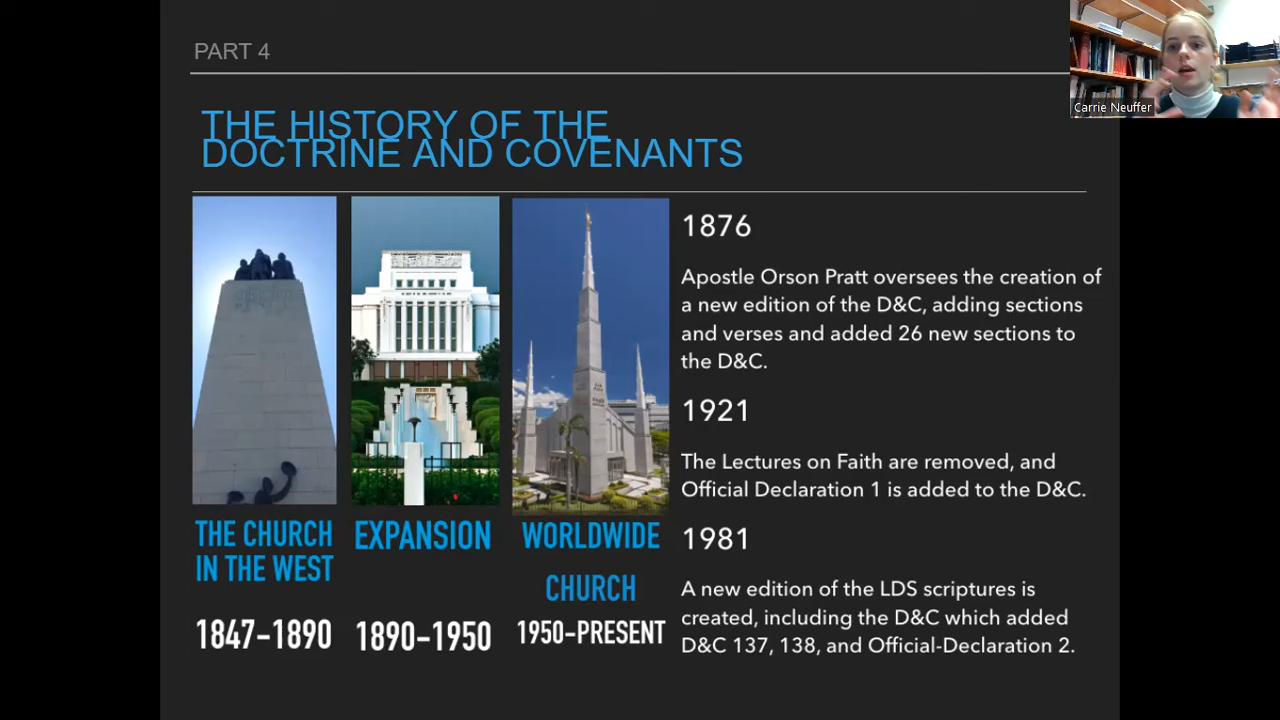 PART 4
Carrie Neuffer
THE HISTORY OF THE
DOCTRINE AND COVENANTS
THE CHURCH
IN THE WEST
1847-1890
EXPANSION
1890-1950
WORLDWIDE
CHURCH
1950-PRESENT
1876
Apostle Orson Pratt oversees the creation of
a new edition of the D&C, adding sections
and verses and added 26 new sections to
the D&C.
1921
The Lectures on Faith are removed, and
Official Declaration 1 is added to the D&C.
1981
A new edition of the LDS scriptures is
created, including the D&C which added
D&C 137, 138, and Official-Declaration 2.